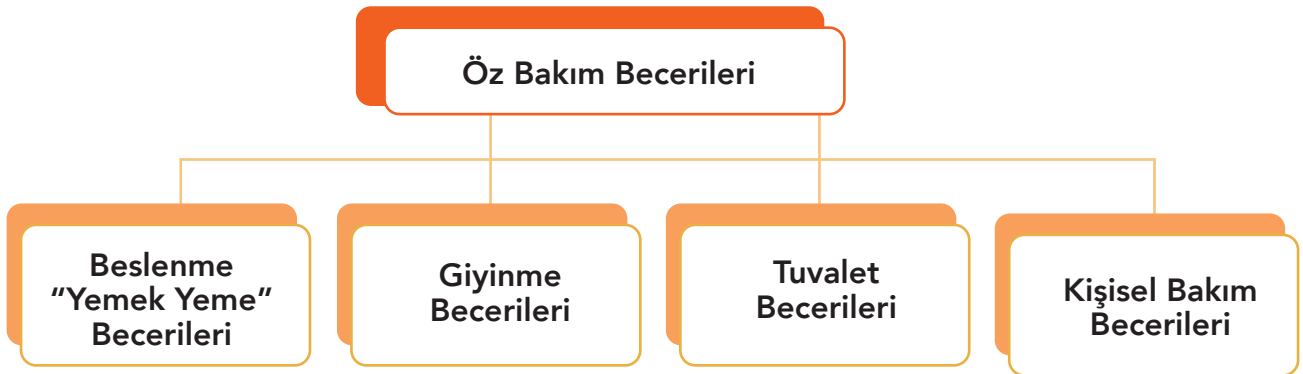 Öz Bakım Becerileri
Beslenme
“Yemek Yeme”
Becerileri
Giyinme
Becerileri
Tuvalet
Becerileri
Kişisel Bakım
Becerileri